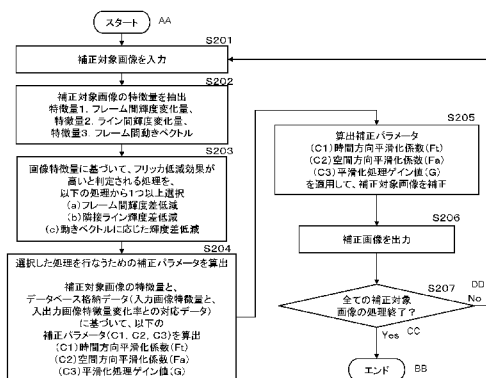 スタート AA
S201
補正対象画像を入力
S202
補正対象画像の特徴量を抽出
特徴量1. フレーム間輝度変化量、
特徴量2. ライン間輝度変化量、
特徴量3. フレーム間動きベクトル
S203
画像特徴量に基づいて、フリッカ低減効果が
高いと判定される処理を、
以下の処理から1つ以上選択
(a)フレーム間輝度差低減
(b)隣接ライン輝度差低減
(c)動きベクトルに応じた輝度差低減
S204
選択した処理を行なうための補正パラメータを算出
補正対象画像の特徴量と、
データベース格納データ(入力画像特徴量と、
入出力画像特徴量変化率との対応データ)
に基づいて、以下の
補正パラメータ(C1, C2, C3)を算出
(C1)時間方向平滑化係数(Ft)
(C2)空間方向平滑化係数(Fa)
(C3)平滑化処理ゲイン値(G)
S205
算出補正パラメータ
(C1)時間方向平滑化係数(Ft)
(C2)空間方向平滑化係数(Fa)
(C3)平滑化処理ゲイン値(G)
を適用して、補正対象画像を補正
S206
補正画像を出力
S207
全ての補正対象
画像の処理終了?
DD
No
Yes CC
エンド BB